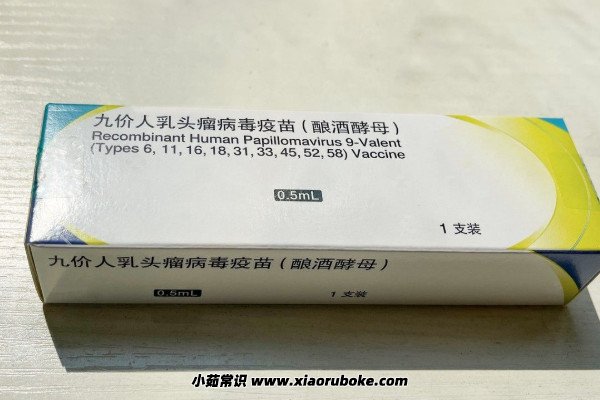 九价人乳头瘤病毒疫苗（酿酒酵母）
Recombinant Human Papillomavirus 9-Valent
(Types 6, 11, 16, 18, 31, 33, 45, 52, 58) Vaccine
0.5mL
1 支装
九价人乳头瘤病毒疫苗（酿酒酵母）
0.5mL
1 支装
小茹常识 www.xiaoruboke.com